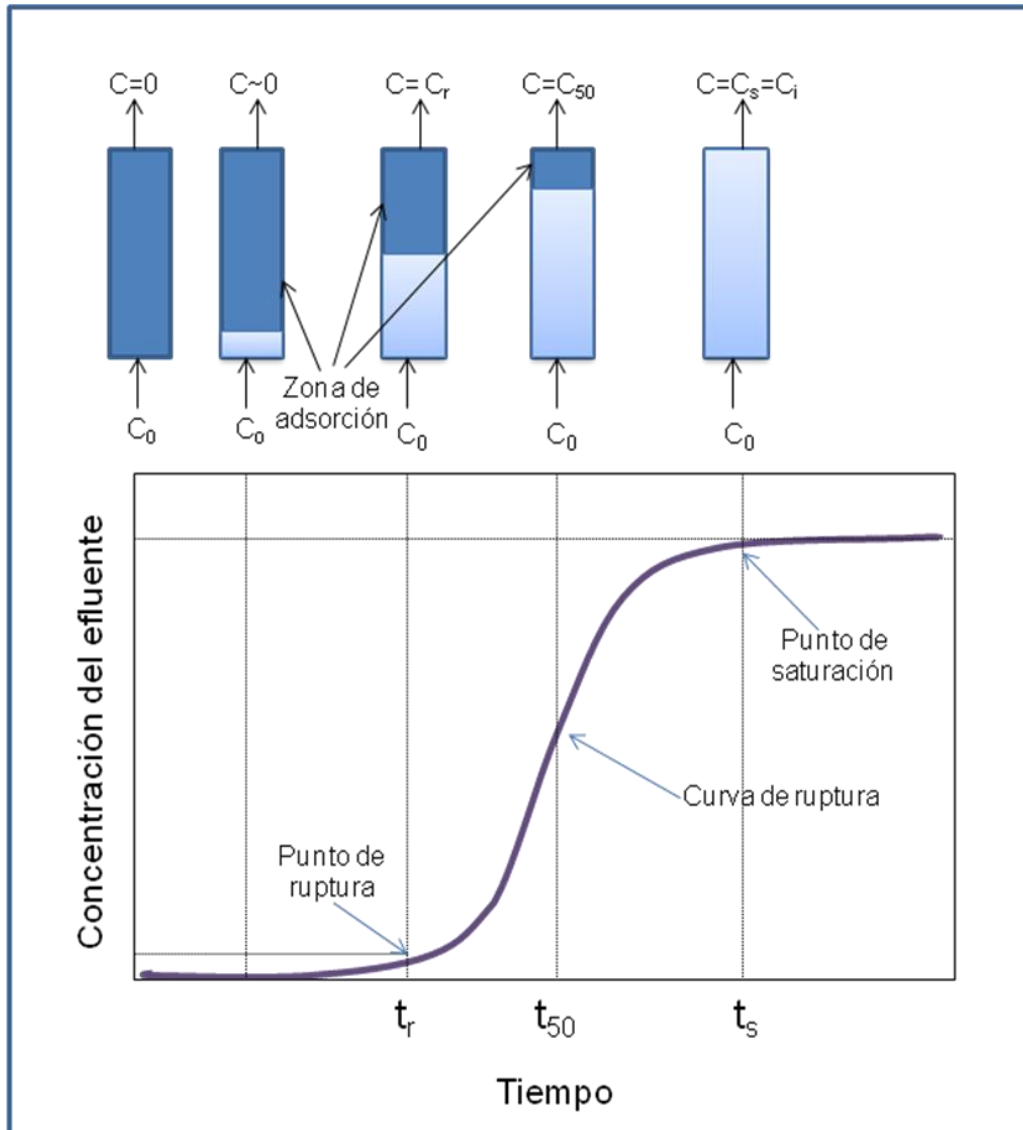 C=0
C~0
C= Cᵣ
C=C₅₀
C=Cₛ=Cᵢ
Zona de
adsorción
C₀
C₀
C₀
C₀
C₀
Concentración del efluente
Punto de
saturación
Curva de ruptura
Punto de
ruptura
tᵣ
t₅₀
tₛ
Tiempo